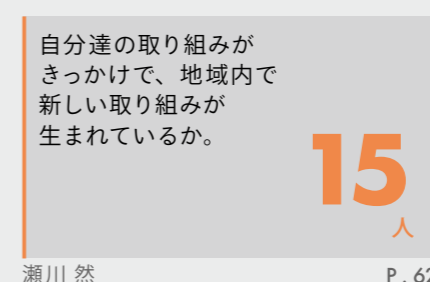 自分達の取り組みが
きっかけで、地域内で
新しい取り組みが
生まれているか。
15
人
瀬川 然
P. 62